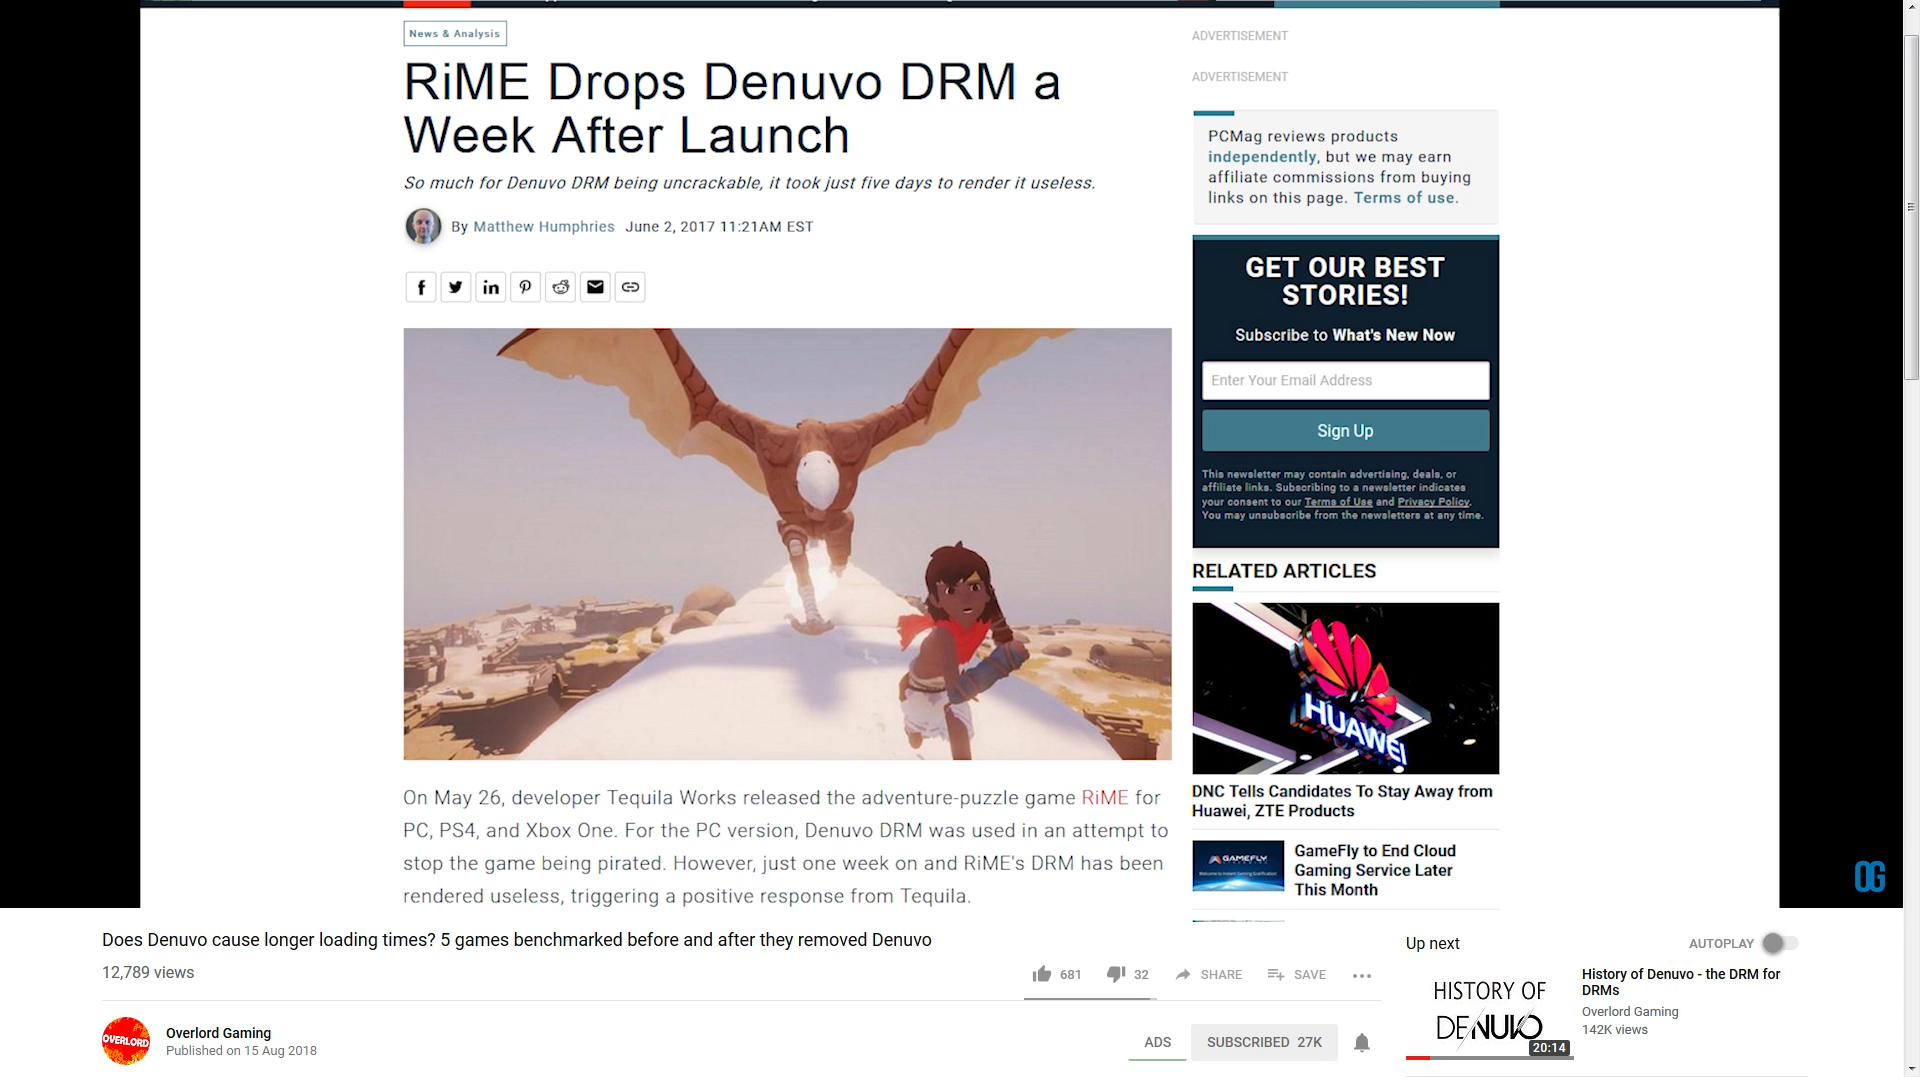 News & Analysis
RiME Drops Denuvo DRM a
Week After Launch
So much for Denuvo DRM being uncrackable, it took just five days to render it useless.
By Matthew Humphries June 2, 2017 11:21AM EST
On May 26, developer Tequila Works released the adventure-puzzle game RiME for
PC, PS4, and Xbox One. For the PC version, Denuvo DRM was used in an attempt to
stop the game being pirated. However, just one week on and RiME's DRM has been
rendered useless, triggering a positive response from Tequila.
ADVERTISEMENT
ADVERTISEMENT
PCMag reviews products
independently, but we may earn
affiliate commissions from buying
links on this page. Terms of use.
GET OUR BEST
STORIES!
Subscribe to What's New Now
Enter Your Email Address
Sign Up
This newsletter may contain advertising, deals, or
affiliate links. Subscribing to a newsletter indicates
your consent to our Terms of Use and Privacy Policy.
You may unsubscribe from the newsletters at any time.
RELATED ARTICLES
HUAWEI
DNC Tells Candidates To Stay Away from
Huawei, ZTE Products
GAMEFLY
GameFly to End Cloud
Gaming Service Later
This Month
OG
Does Denuvo cause longer loading times? 5 games benchmarked before and after they removed Denuvo
12,789 views
681 32 SHARE SAVE
OVERLORD
Overlord Gaming
Published on 15 Aug 2018
ADS SUBSCRIBED 27K
Up next AUTOPLAY
HISTORY OF
DENUVO
20:14
History of Denuvo - the DRM for
DRMs
Overlord Gaming
142K views